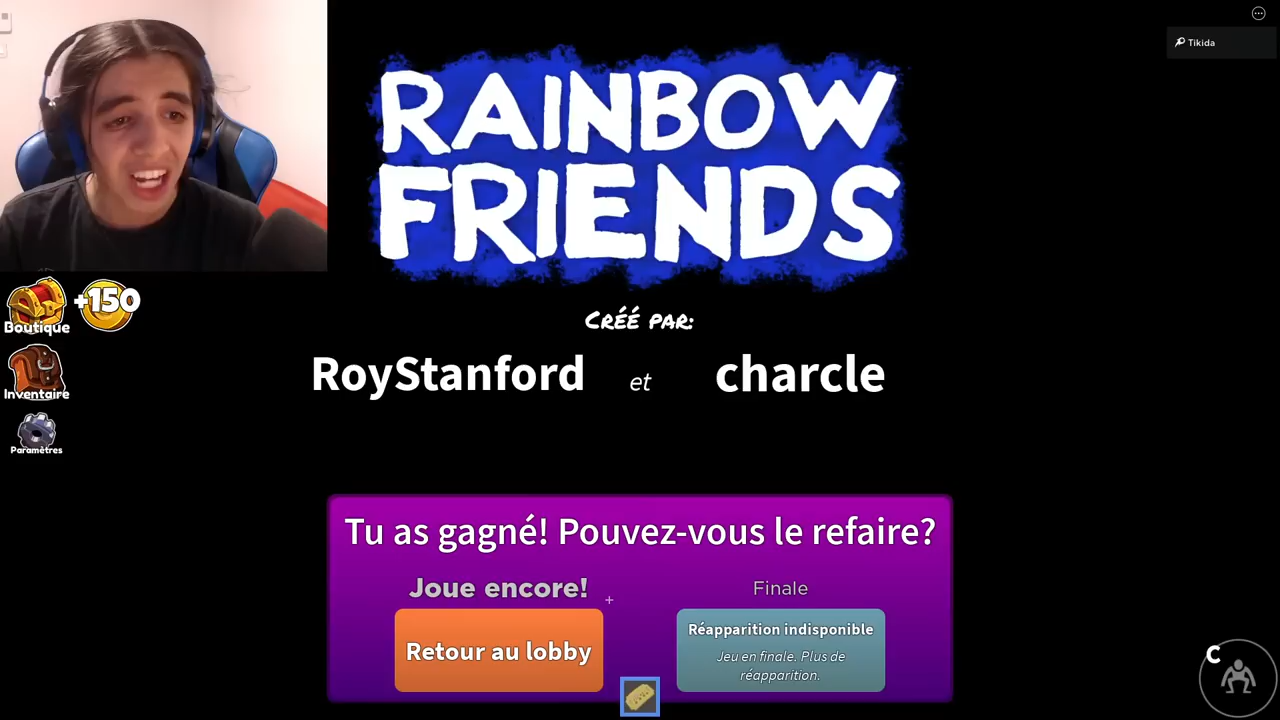 Tikida
RAINBOW
FRIENDS
+150
Boutique
Inventaire
Paramètres
CRÉÉ PAR:
RoyStanford et charcle
Tu as gagné! Pouvez-vous le refaire?
Joue encore!
Finale
Retour au lobby
Réapparition indisponible
Jeu en finale. Plus de
réapparition.
C